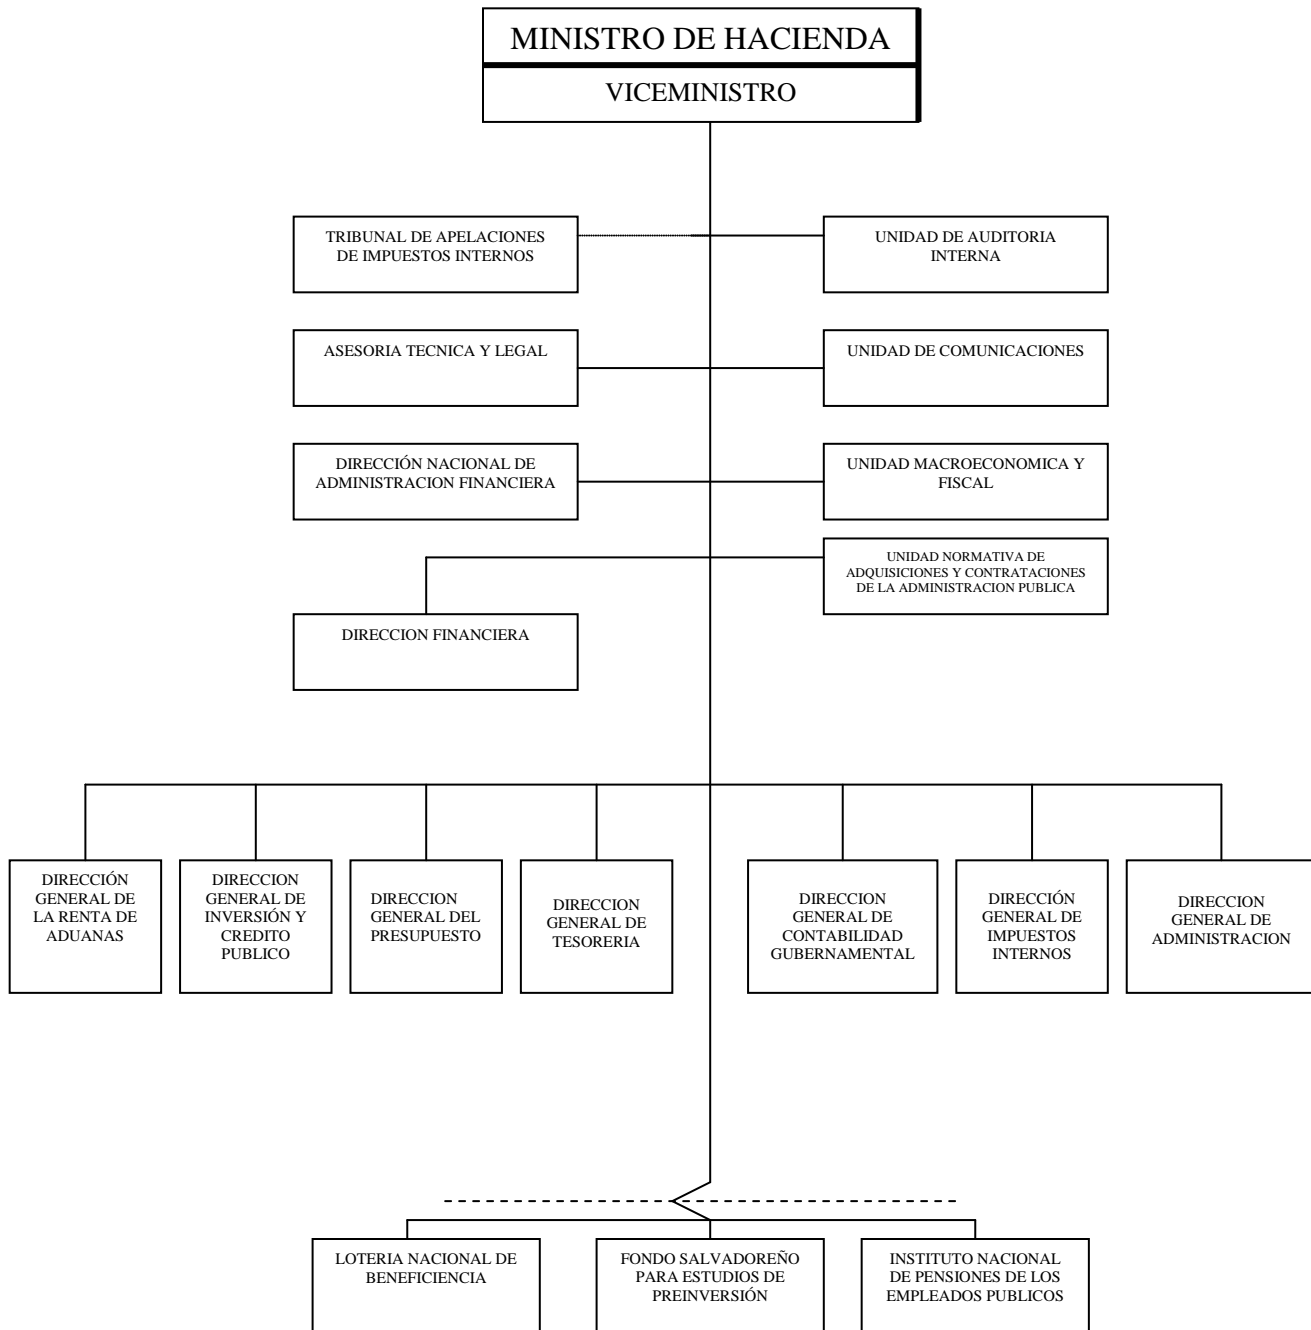 MINISTRO DE HACIENDA
VICEMINISTRO
TRIBUNAL DE APELACIONES
DE IMPUESTOS INTERNOS
UNIDAD DE AUDITORIA
INTERNA
ASESORIA TECNICA Y LEGAL
UNIDAD DE COMUNICACIONES
DIRECCIÓN NACIONAL DE
ADMINISTRACION FINANCIERA
UNIDAD MACROECONOMICA Y
FISCAL
UNIDAD NORMATIVA DE
ADQUISICIONES Y CONTRATACIONES
DE LA ADMINISTRACION PUBLICA
DIRECCION FINANCIERA
DIRECCIÓN
GENERAL DE
LA RENTA DE
ADUANAS
DIRECCION
GENERAL DE
INVERSIÓN Y
CREDITO
PUBLICO
DIRECCION
GENERAL DEL
PRESUPUESTO
DIRECCION
GENERAL DE
TESORERIA
DIRECCION
GENERAL DE
CONTABILIDAD
GUBERNAMENTAL
DIRECCIÓN
GENERAL DE
IMPUESTOS
INTERNOS
DIRECCION
GENERAL DE
ADMINISTRACION
LOTERIA NACIONAL DE
BENEFICIENCIA
FONDO SALVADOREÑO
PARA ESTUDIOS DE
PREINVERSIÓN
INSTITUTO NACIONAL
DE PENSIONES DE LOS
EMPLEADOS PUBLICOS